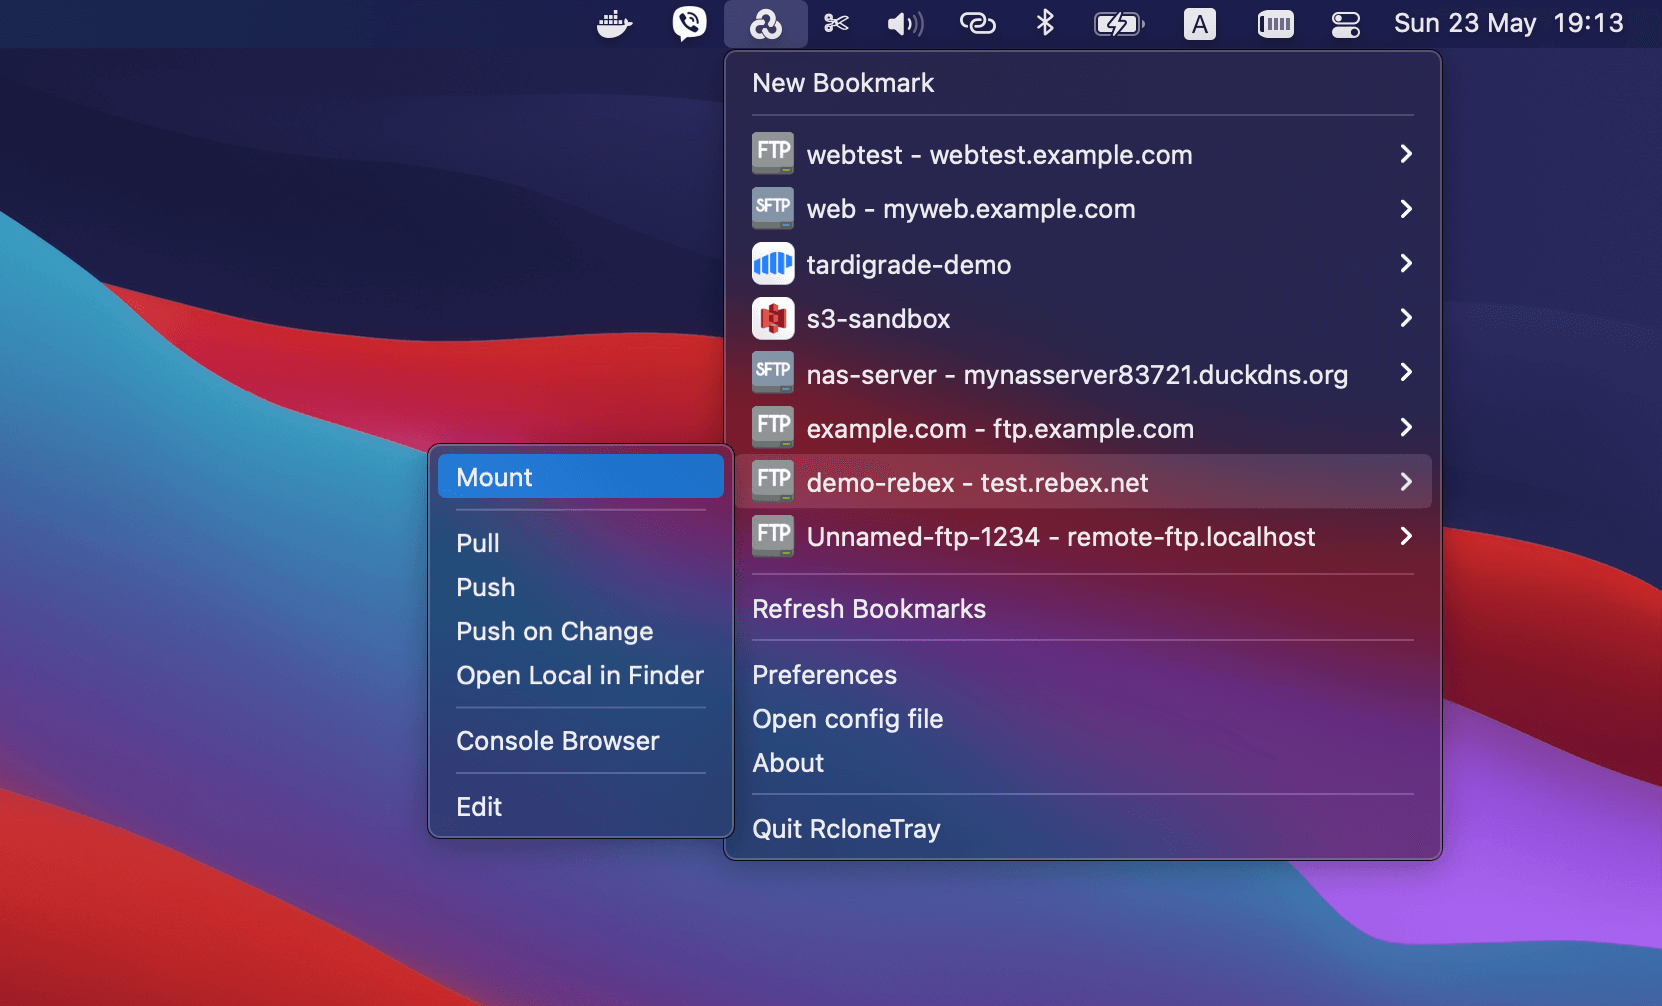 A
Sun 23 May 19:13
New Bookmark
FTP webtest - webtest.example.com
SFTP web - myweb.example.com
tardigrade-demo
s3-sandbox
SFTP nas-server - mynasserver83721.duckdns.org
FTP example.com - ftp.example.com
FTP demo-rebex - test.rebex.net
FTP Unnamed-ftp-1234 - remote-ftp.localhost
Refresh Bookmarks
Preferences
Open config file
About
Quit RcloneTray
Mount
Pull
Push
Push on Change
Open Local in Finder
Console Browser
Edit